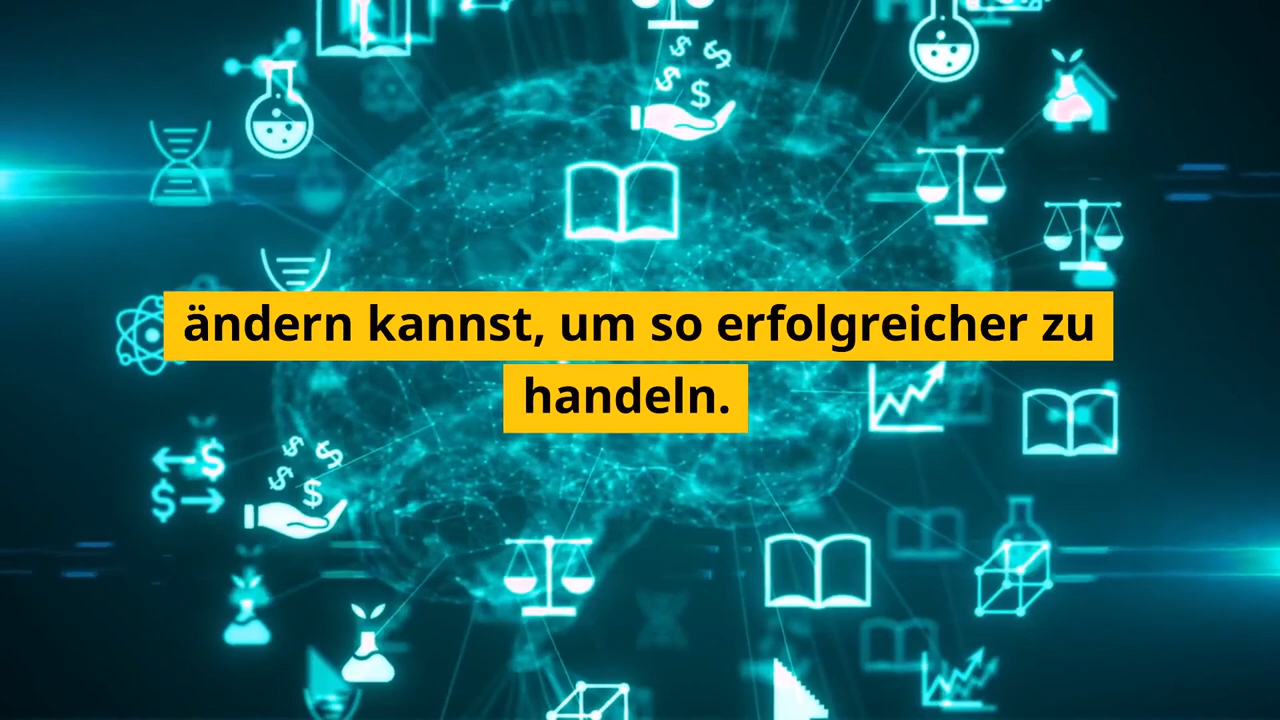 ändern kannst, um so erfolgreicher zu
handeln.